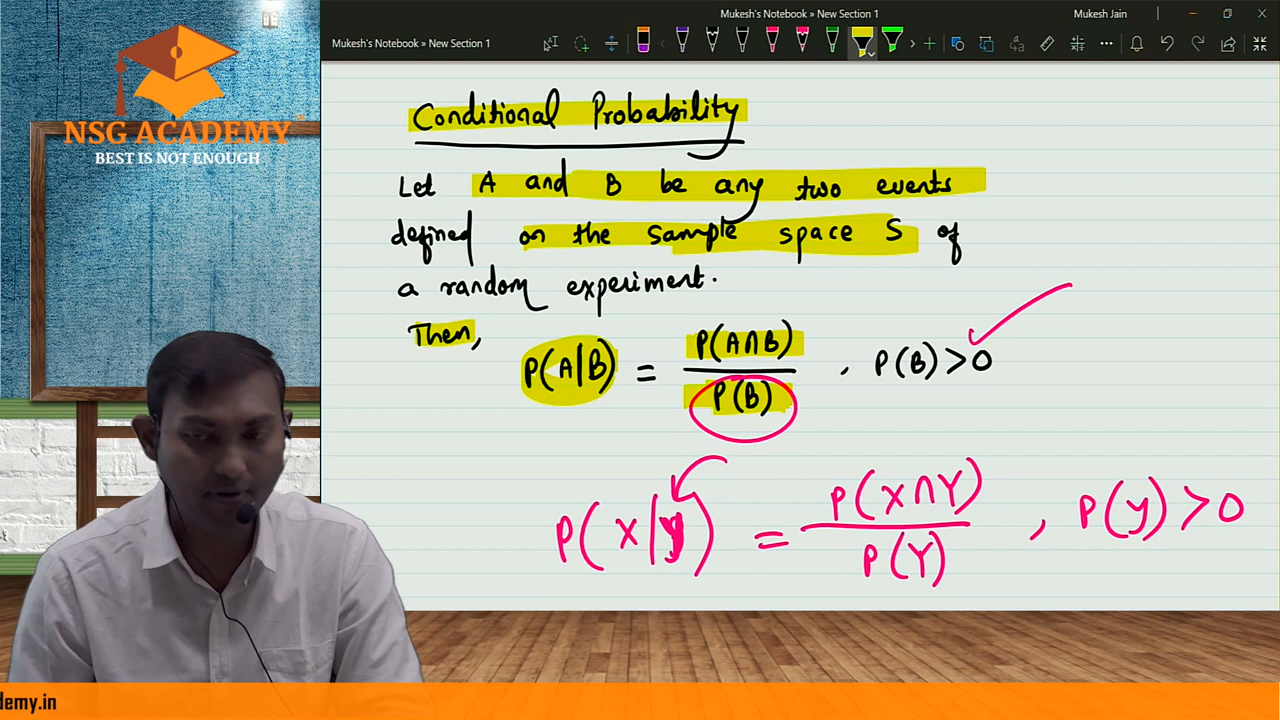 Mukesh's Notebook » New Section 1
Mukesh Jain
Mukesh's Notebook » New Section 1
NSG ACADEMY
BEST IS NOT ENOUGH
Conditional Probability
Let A and B be any two events
defined on the sample space S of
a random experiment.
Then,
P(A|B) = P(A∩B) / P(B) , P(B) > 0
P(X|Y) = P(X∩Y) / P(Y) , P(Y) > 0
demy.in